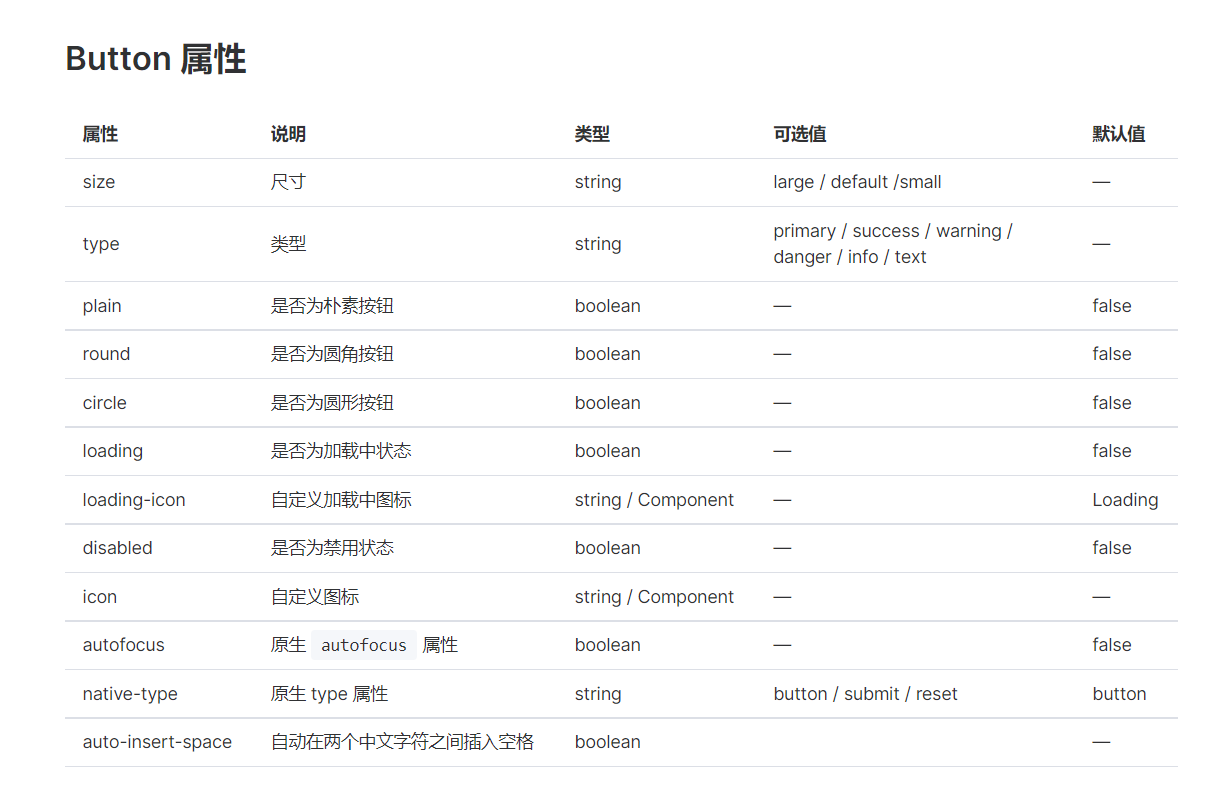 Button 属性
属性 说明 类型 可选值 默认值
size 尺寸 string large / default /small —
type 类型 string primary / success / warning / danger / info / text —
plain 是否为朴素按钮 boolean — false
round 是否为圆角按钮 boolean — false
circle 是否为圆形按钮 boolean — false
loading 是否为加载中状态 boolean — false
loading-icon 自定义加载中图标 string / Component — Loading
disabled 是否为禁用状态 boolean — false
icon 自定义图标 string / Component — —
autofocus 原生 autofocus 属性 boolean — false
native-type 原生 type 属性 string button / submit / reset button
auto-insert-space 自动在两个中文字符之间插入空格 boolean —